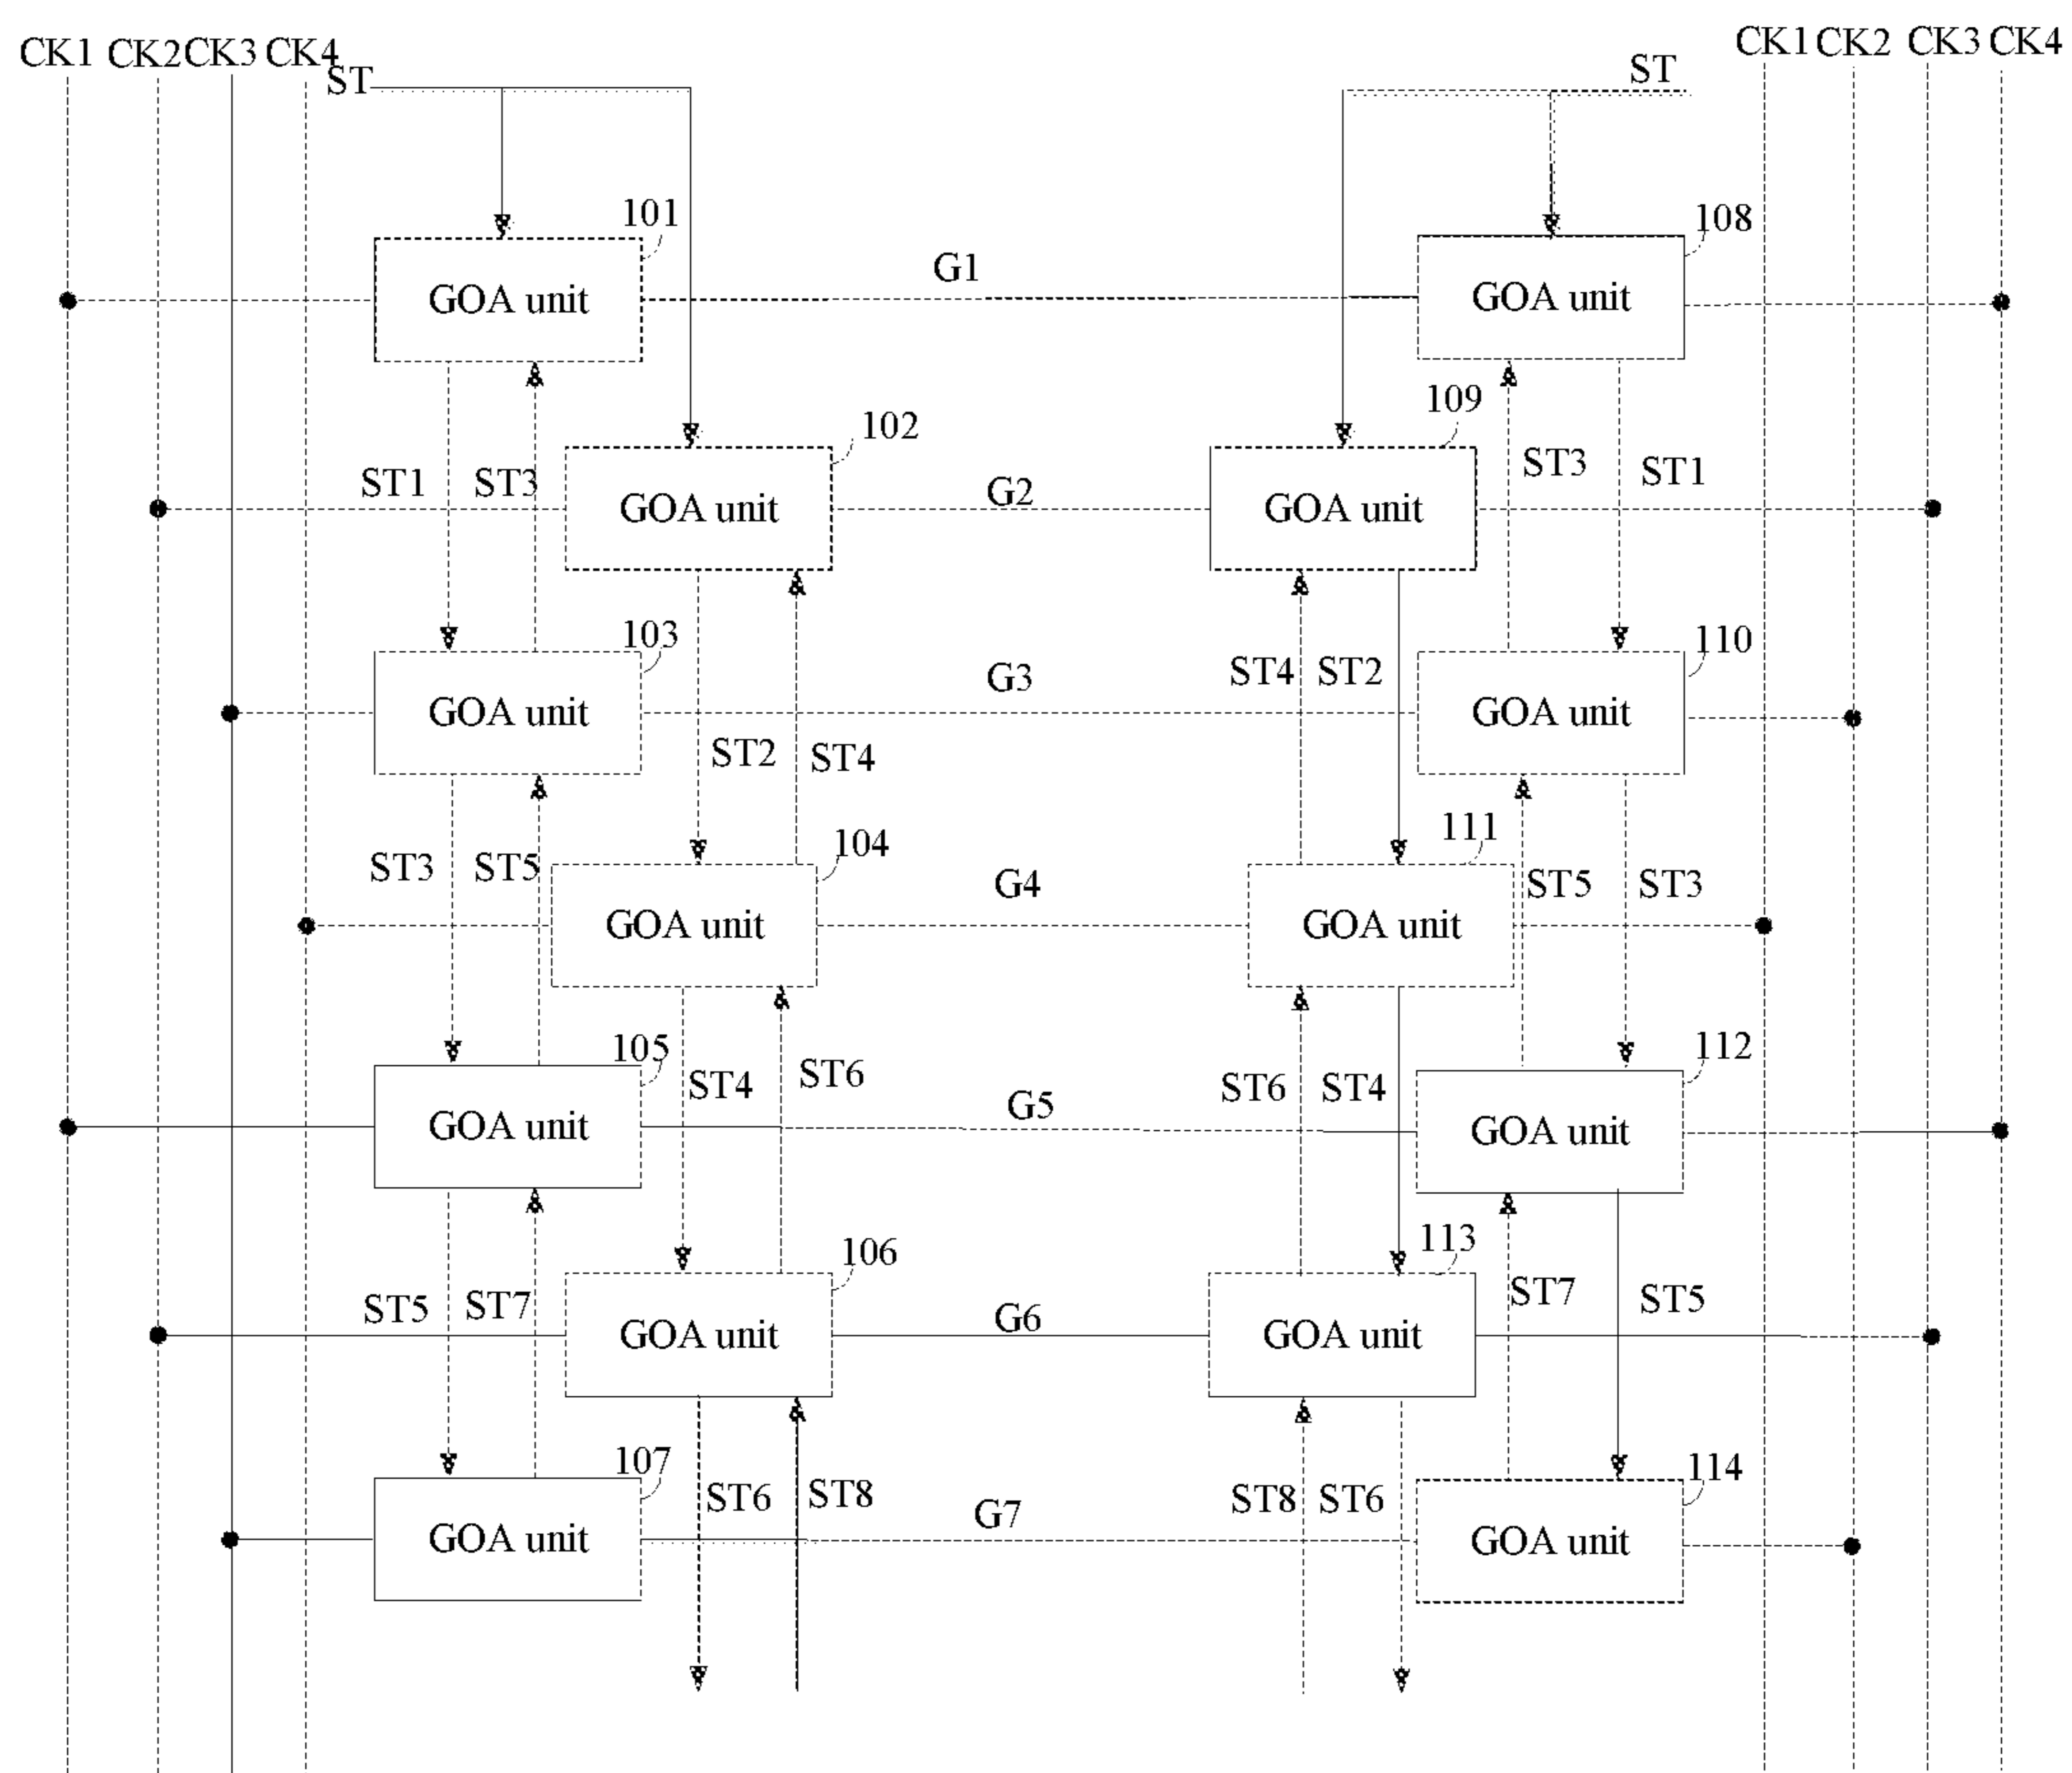 CK1 CK2 CK3 CK4 ST
ST CK1 CK2 CK3 CK4
101
108
GOA unit
G1
GOA unit
102
109
ST1 ST3
GOA unit
G2
GOA unit
ST3 ST1
103
110
GOA unit
G3
GOA unit
ST4 ST2
ST2 ST4
104
111
ST3 ST5
GOA unit
G4
GOA unit
ST5 ST3
105
112
ST4 ST6
ST6 ST4
GOA unit
G5
GOA unit
106
113
ST5 ST7
GOA unit
G6
GOA unit
ST7 ST5
107
114
ST6 ST8
ST8 ST6
GOA unit
G7
GOA unit